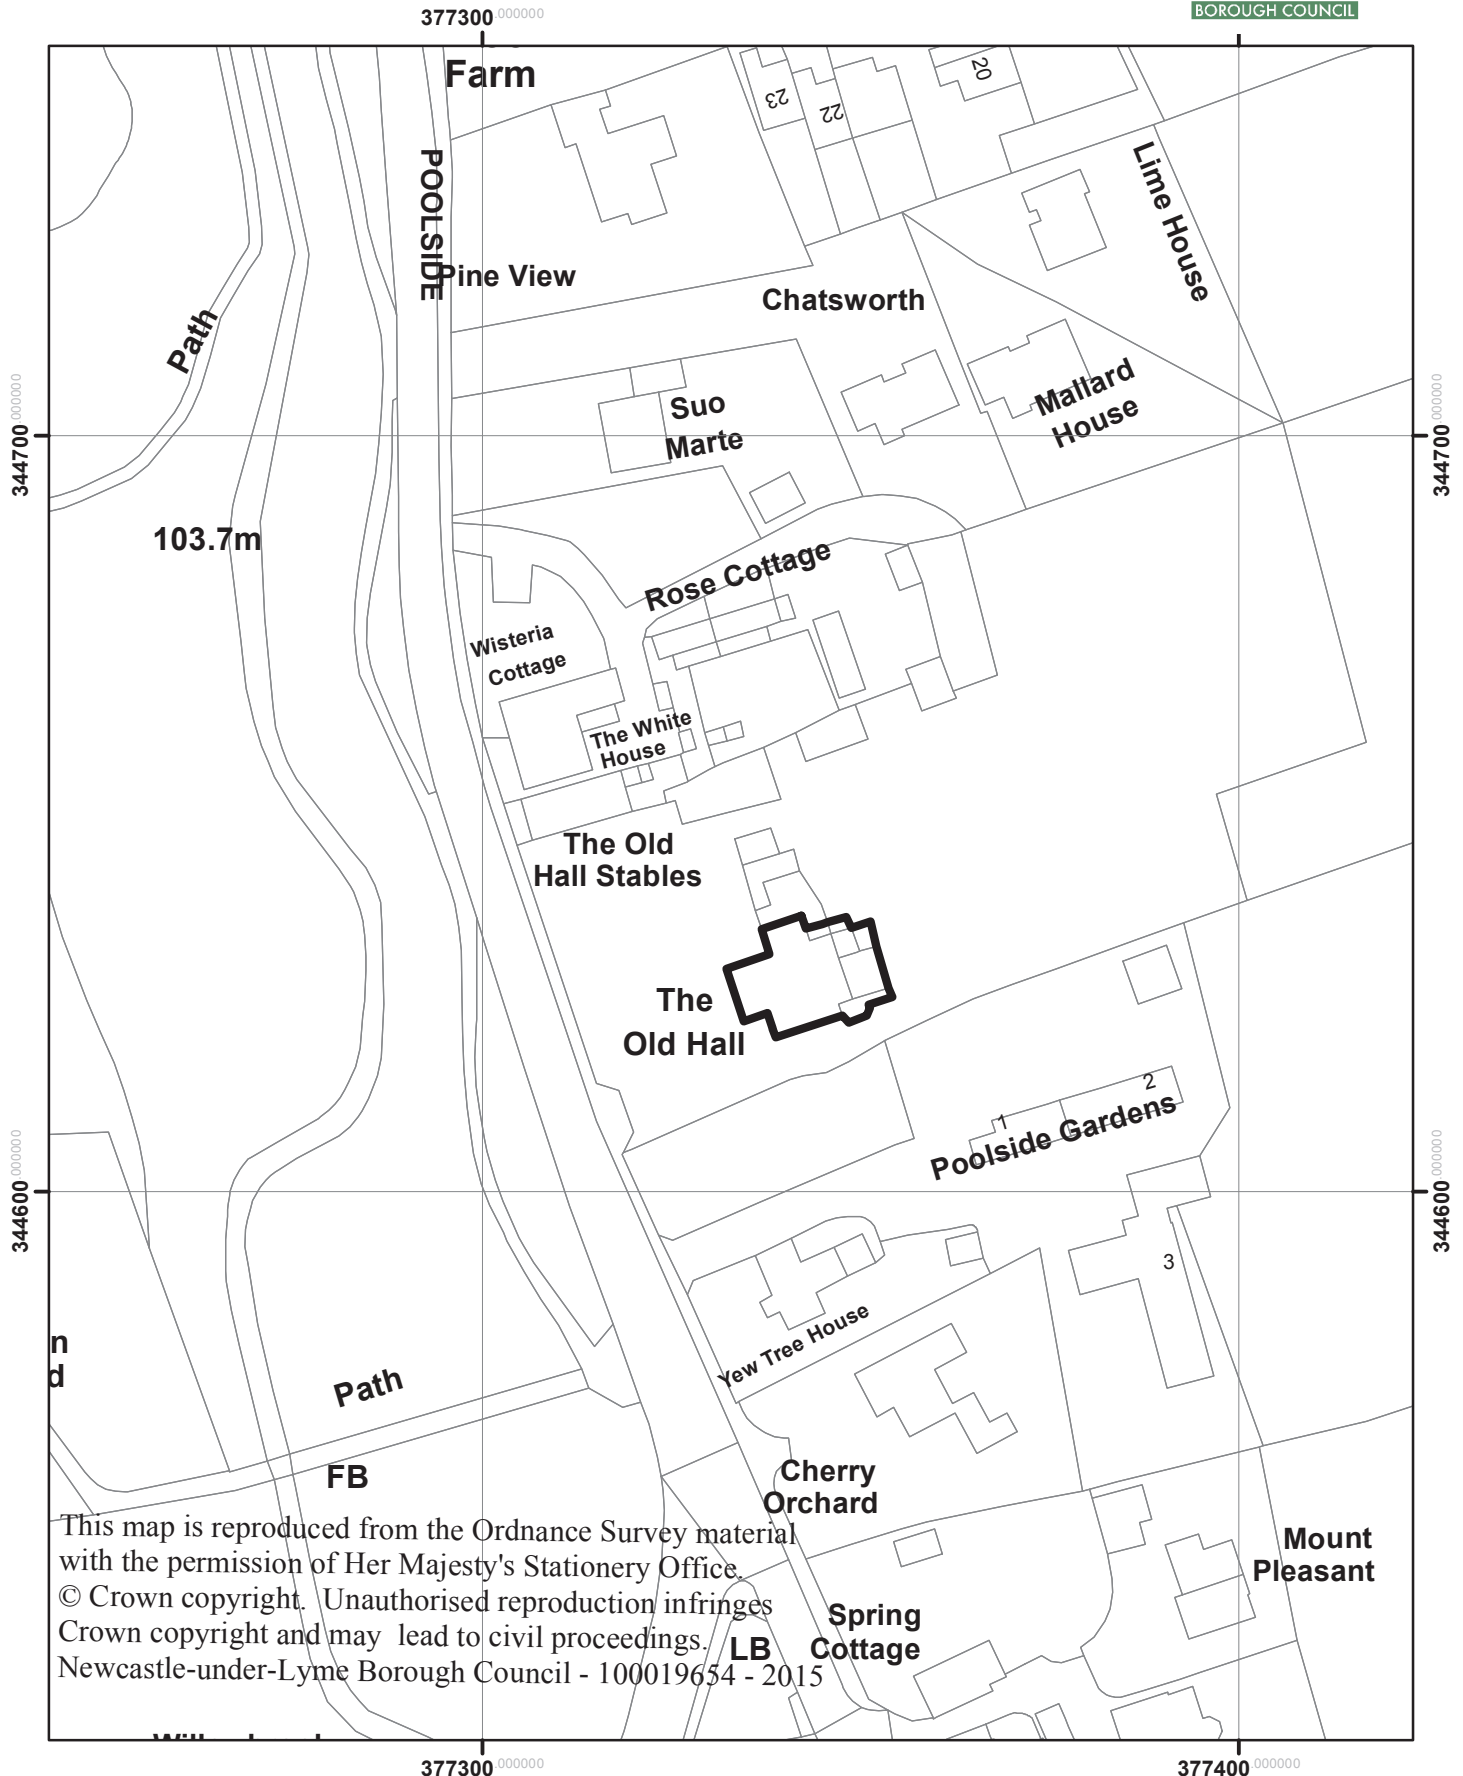 BOROUGH COUNCIL
377300.000000
Farm
23
22
20
POOLSIDE
Lime House
Pine View
Chatsworth
Path
Mallard
House
Suo
Marte
344700.000000
344700.000000
103.7m
Rose Cottage
Wisteria
Cottage
The White
House
The Old
Hall Stables
The
Old Hall
2
1
Poolside Gardens
344600.000000
344600.000000
3
Yew Tree House
n
d
Path
FB
Cherry
Orchard
Mount
Pleasant
Spring
Cottage
LB
This map is reproduced from the Ordnance Survey material
with the permission of Her Majesty's Stationery Office.
© Crown copyright. Unauthorised reproduction infringes
Crown copyright and may lead to civil proceedings.
Newcastle-under-Lyme Borough Council - 100019654 - 2015
377300.000000
377400.000000